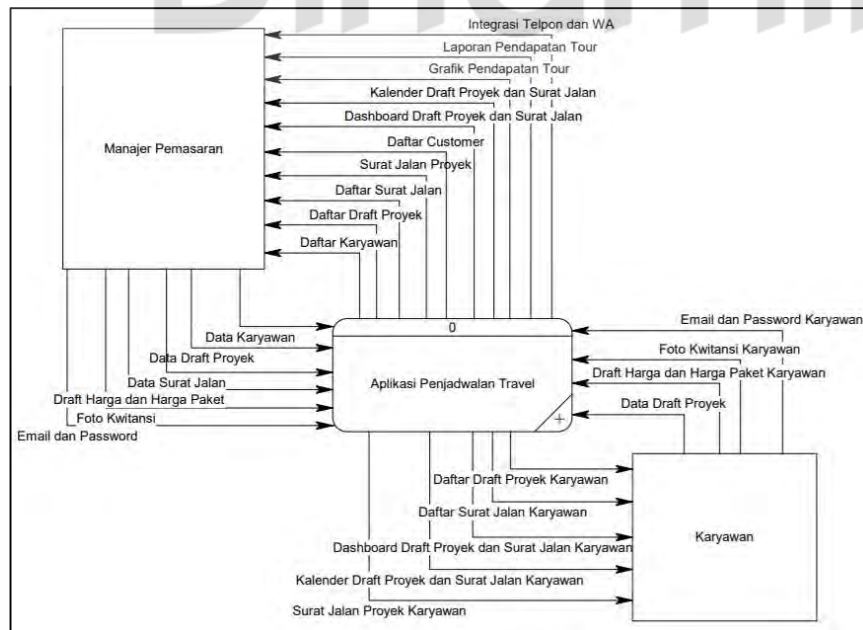 Integrasi Telpon dan WA
Laporan Pendapatan Tour
Grafik Pendapatan Tour
Kalender Draft Proyek dan Surat Jalan
Dashboard Draft Proyek dan Surat Jalan
Daftar Customer
Surat Jalan Proyek
Daftar Surat Jalan
Daftar Draft Proyek
Daftar Karyawan
Manajer Pemasaran
Data Karyawan
Data Draft Proyek
Data Surat Jalan
Draft Harga dan Harga Paket
Foto Kwitansi
Email dan Password
0
Aplikasi Penjadwalan Travel
+
Email dan Password Karyawan
Foto Kwitansi Karyawan
Draft Harga dan Harga Paket Karyawan
Data Draft Proyek
Daftar Draft Proyek Karyawan
Daftar Surat Jalan Karyawan
Dashboard Draft Proyek dan Surat Jalan Karyawan
Kalender Draft Proyek dan Surat Jalan Karyawan
Surat Jalan Proyek Karyawan
Karyawan